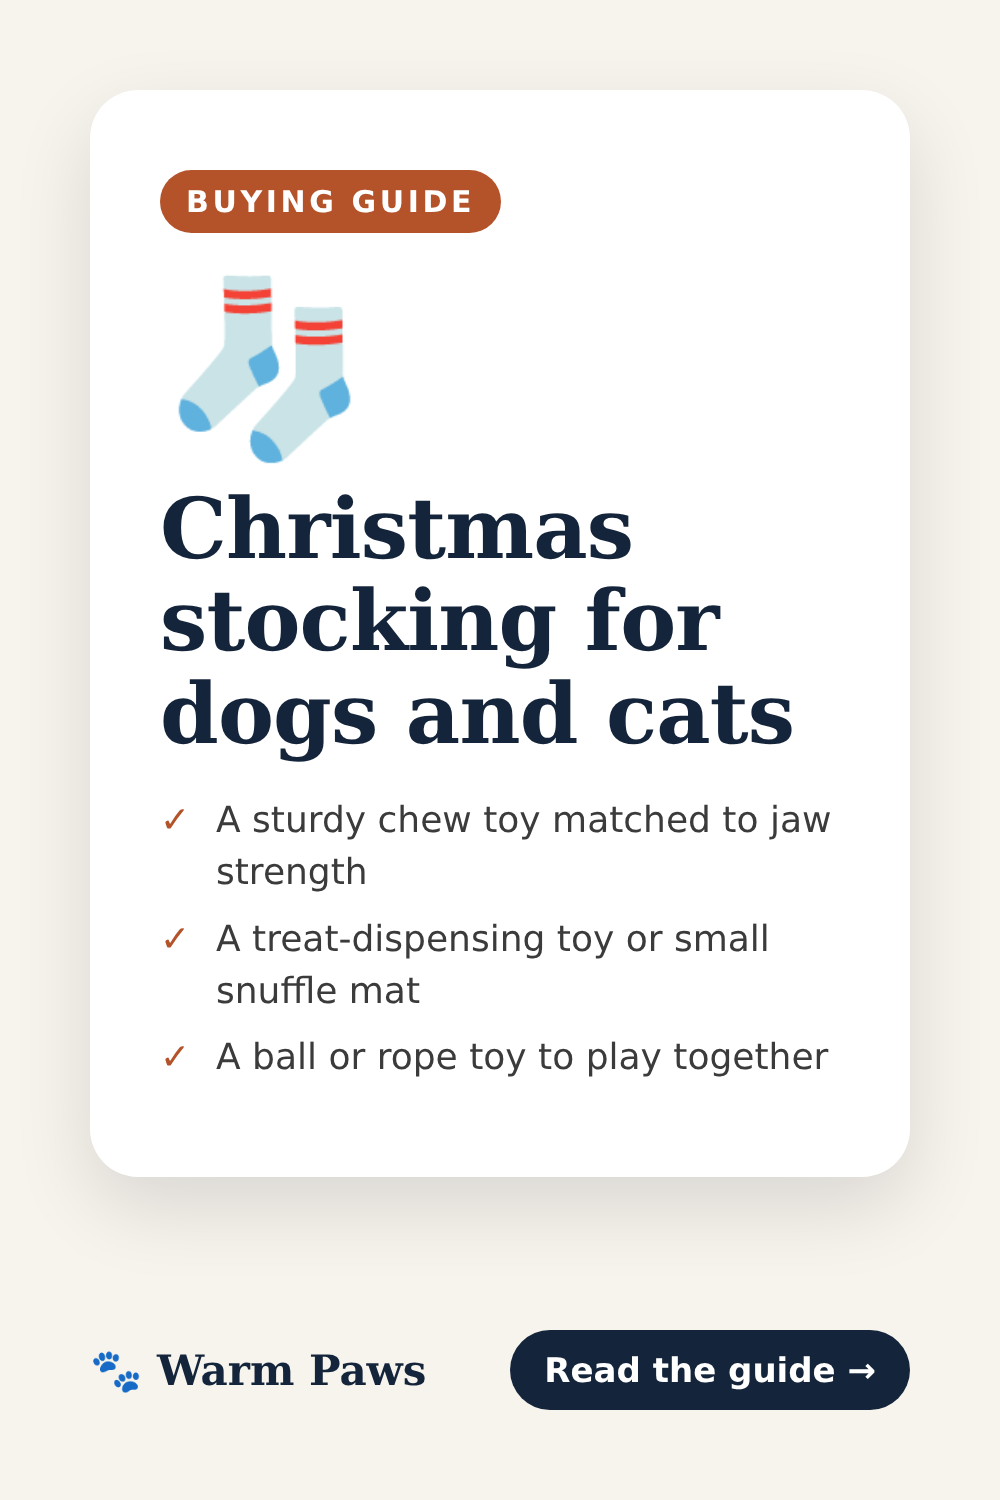 BUYING GUIDE
Christmas
stocking for
dogs and cats
✓ A sturdy chew toy matched to jaw
strength
✓ A treat-dispensing toy or small
snuffle mat
✓ A ball or rope toy to play together
Warm Paws
Read the guide →